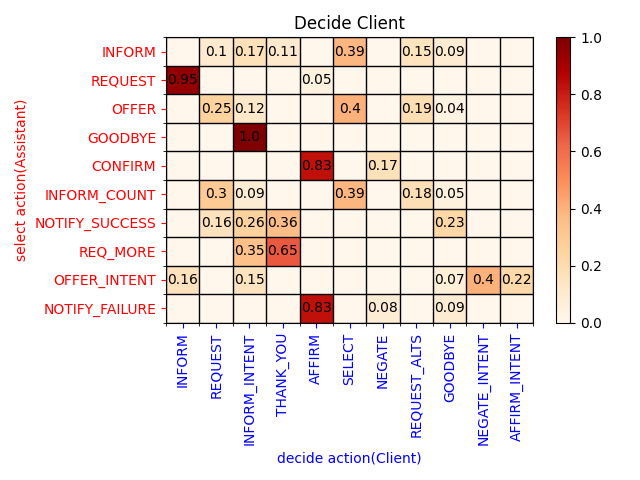 Decide Client
select action(Assistant)
INFORM 0.1 0.17 0.11 0.39 0.15 0.09
REQUEST 0.95 0.05
OFFER 0.25 0.12 0.4 0.19 0.04
GOODBYE 1.0
CONFIRM 0.83 0.17
INFORM_COUNT 0.3 0.09 0.39 0.18 0.05
NOTIFY_SUCCESS 0.16 0.26 0.36 0.23
REQ_MORE 0.35 0.65
OFFER_INTENT 0.16 0.15 0.07 0.4 0.22
NOTIFY_FAILURE 0.83 0.08 0.09
INFORM
REQUEST
INFORM_INTENT
THANK_YOU
AFFIRM
SELECT
NEGATE
REQUEST_ALTS
GOODBYE
NEGATE_INTENT
AFFIRM_INTENT
decide action(Client)
1.0
0.8
0.6
0.4
0.2
0.0